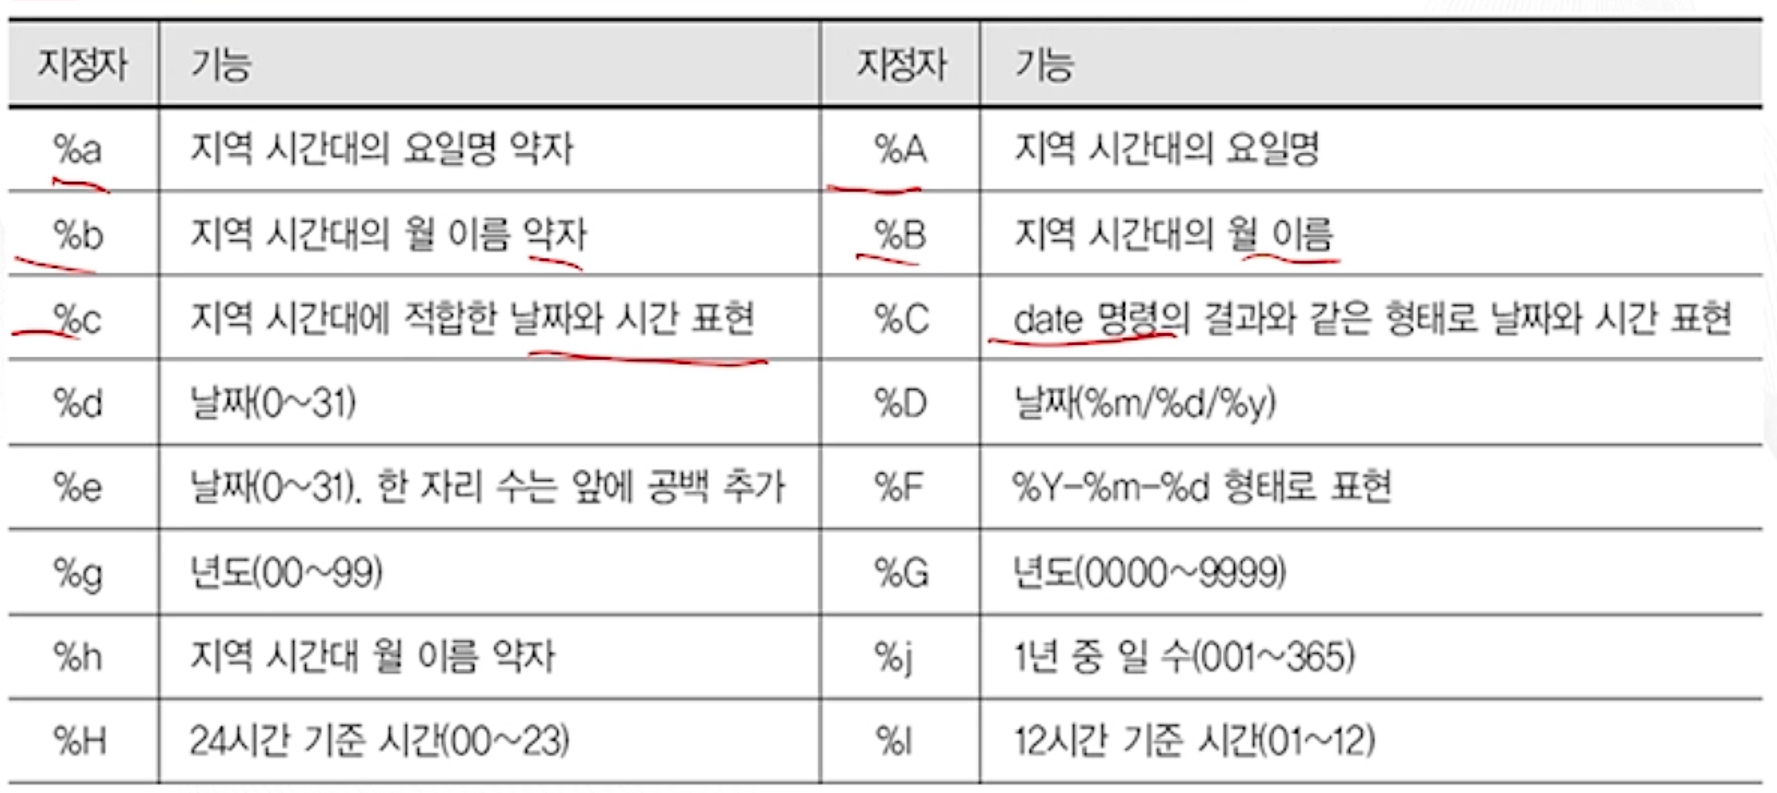 지정자 기능 지정자 기능
%a 지역 시간대의 요일명 약자 %A 지역 시간대의 요일명
%b 지역 시간대의 월 이름 약자 %B 지역 시간대의 월 이름
%c 지역 시간대에 적합한 날짜와 시간 표현 %C date 명령의 결과와 같은 형태로 날짜와 시간 표현
%d 날짜(0~31) %D 날짜(%m/%d/%y)
%e 날짜(0~31). 한 자리 수는 앞에 공백 추가 %F %Y-%m-%d 형태로 표현
%g 년도(00~99) %G 년도(0000~9999)
%h 지역 시간대 월 이름 약자 %j 1년 중 일 수(001~365)
%H 24시간 기준 시간(00~23) %I 12시간 기준 시간(01~12)